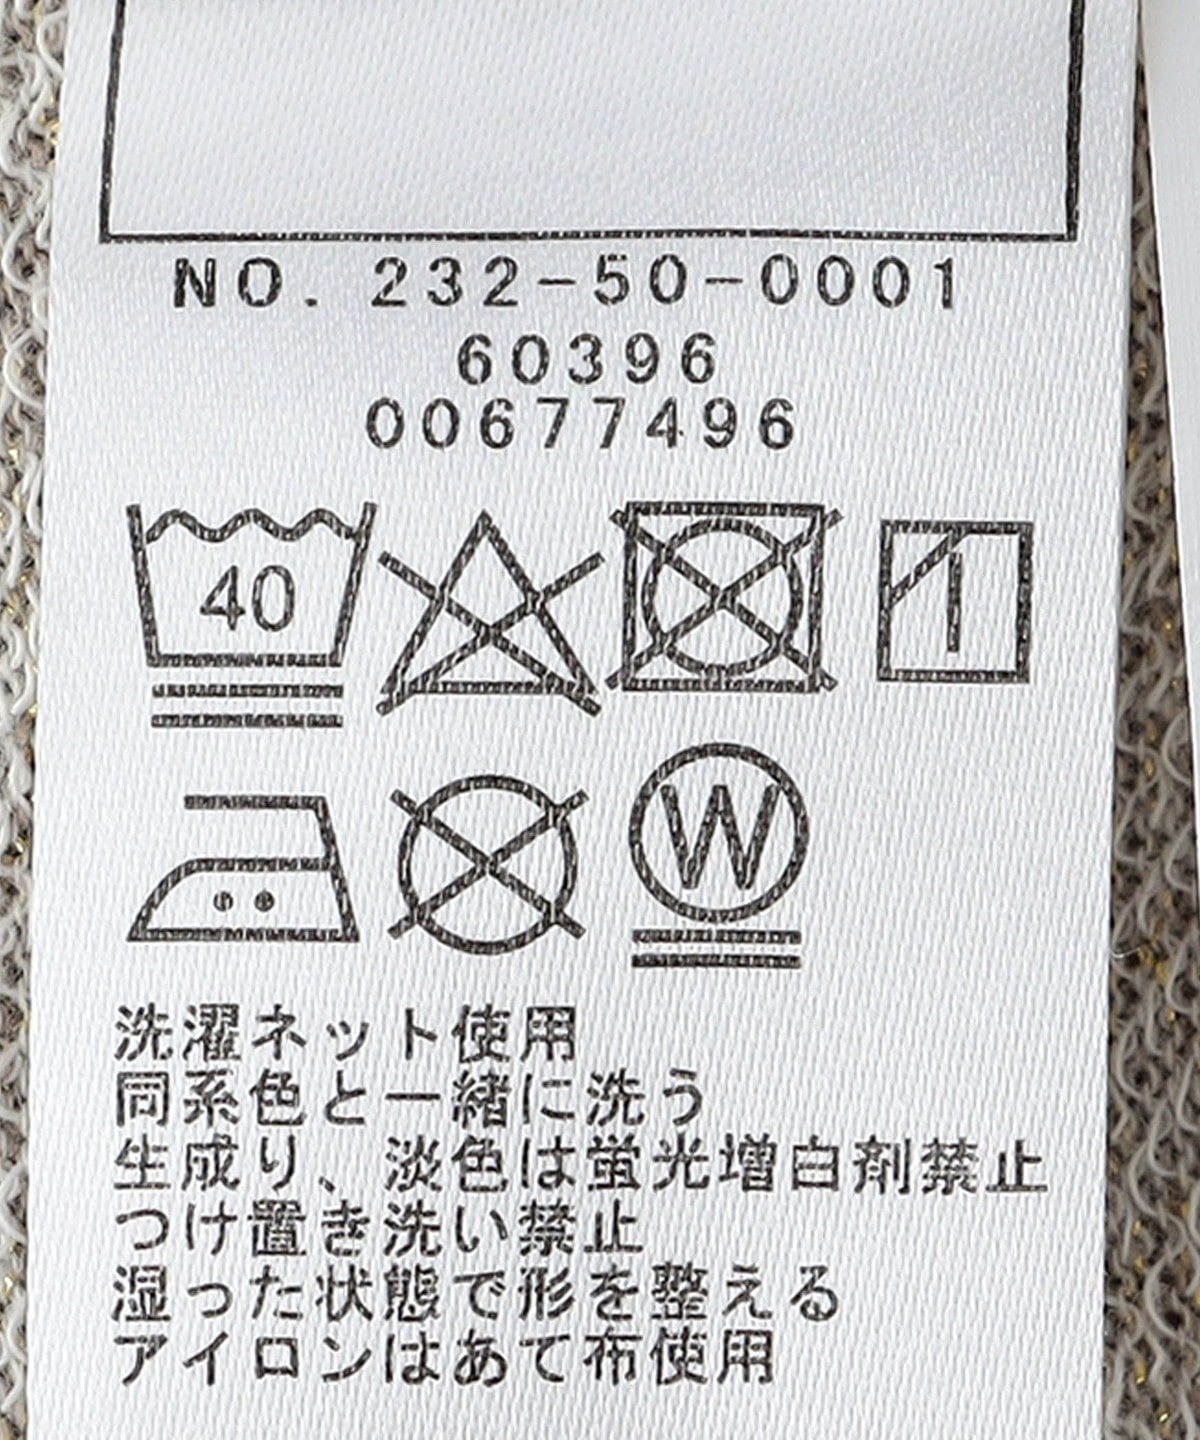 NO. 232-50-0001
60396
00677496
40
W
洗濯ネット使用
同系色と一緒に洗う
生成り、淡色は蛍光増白剤禁止
つけ置き洗い禁止
湿った状態で形を整える
アイロンはあて布使用